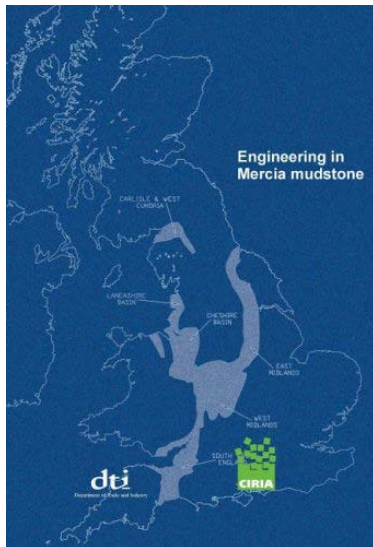 Engineering in
Mercia mudstone
CARLISLE & WEST
CUMBRIA
LANCASHIRE
BASIN
CHESHIRE
BASIN
EAST
MIDLANDS
WEST
MIDLANDS
SOUTH
ENGLA
dti
Department of Trade and Industry
CIRIA